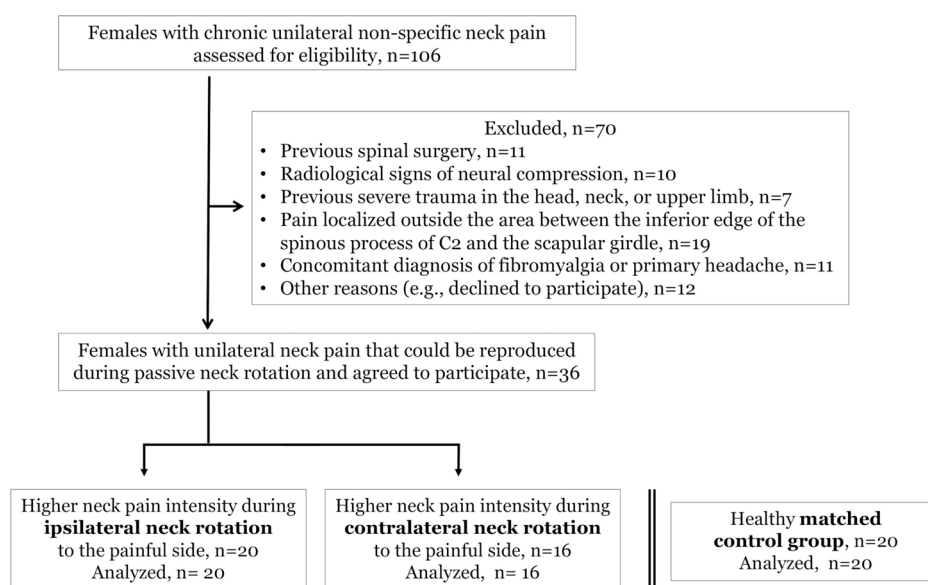 Females with chronic unilateral non-specific neck pain
assessed for eligibility, n=106
Excluded, n=70
• Previous spinal surgery, n=11
• Radiological signs of neural compression, n=10
• Previous severe trauma in the head, neck, or upper limb, n=7
• Pain localized outside the area between the inferior edge of the
spinous process of C2 and the scapular girdle, n=19
• Concomitant diagnosis of fibromyalgia or primary headache, n=11
• Other reasons (e.g., declined to participate), n=12
Females with unilateral neck pain that could be reproduced
during passive neck rotation and agreed to participate, n=36
Higher neck pain intensity during
ipsilateral neck rotation
to the painful side, n=20
Analyzed, n= 20
Higher neck pain intensity during
contralateral neck rotation
to the painful side, n=16
Analyzed, n= 16
Healthy matched
control group, n=20
Analyzed, n=20